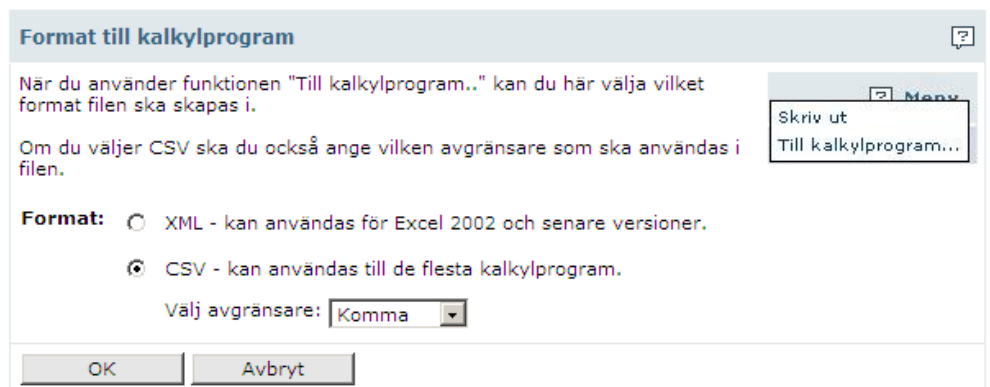 Format till kalkylprogram
?
När du använder funktionen "Till kalkylprogram.." kan du här välja vilket
format filen ska skapas i.
Om du väljer CSV ska du också ange vilken avgränsare som ska användas i
filen.
? Meny
Skriv ut
Till kalkylprogram...
Format:
XML - kan användas för Excel 2002 och senare versioner.
CSV - kan användas till de flesta kalkylprogram.
Välj avgränsare: Komma
OK
Avbryt